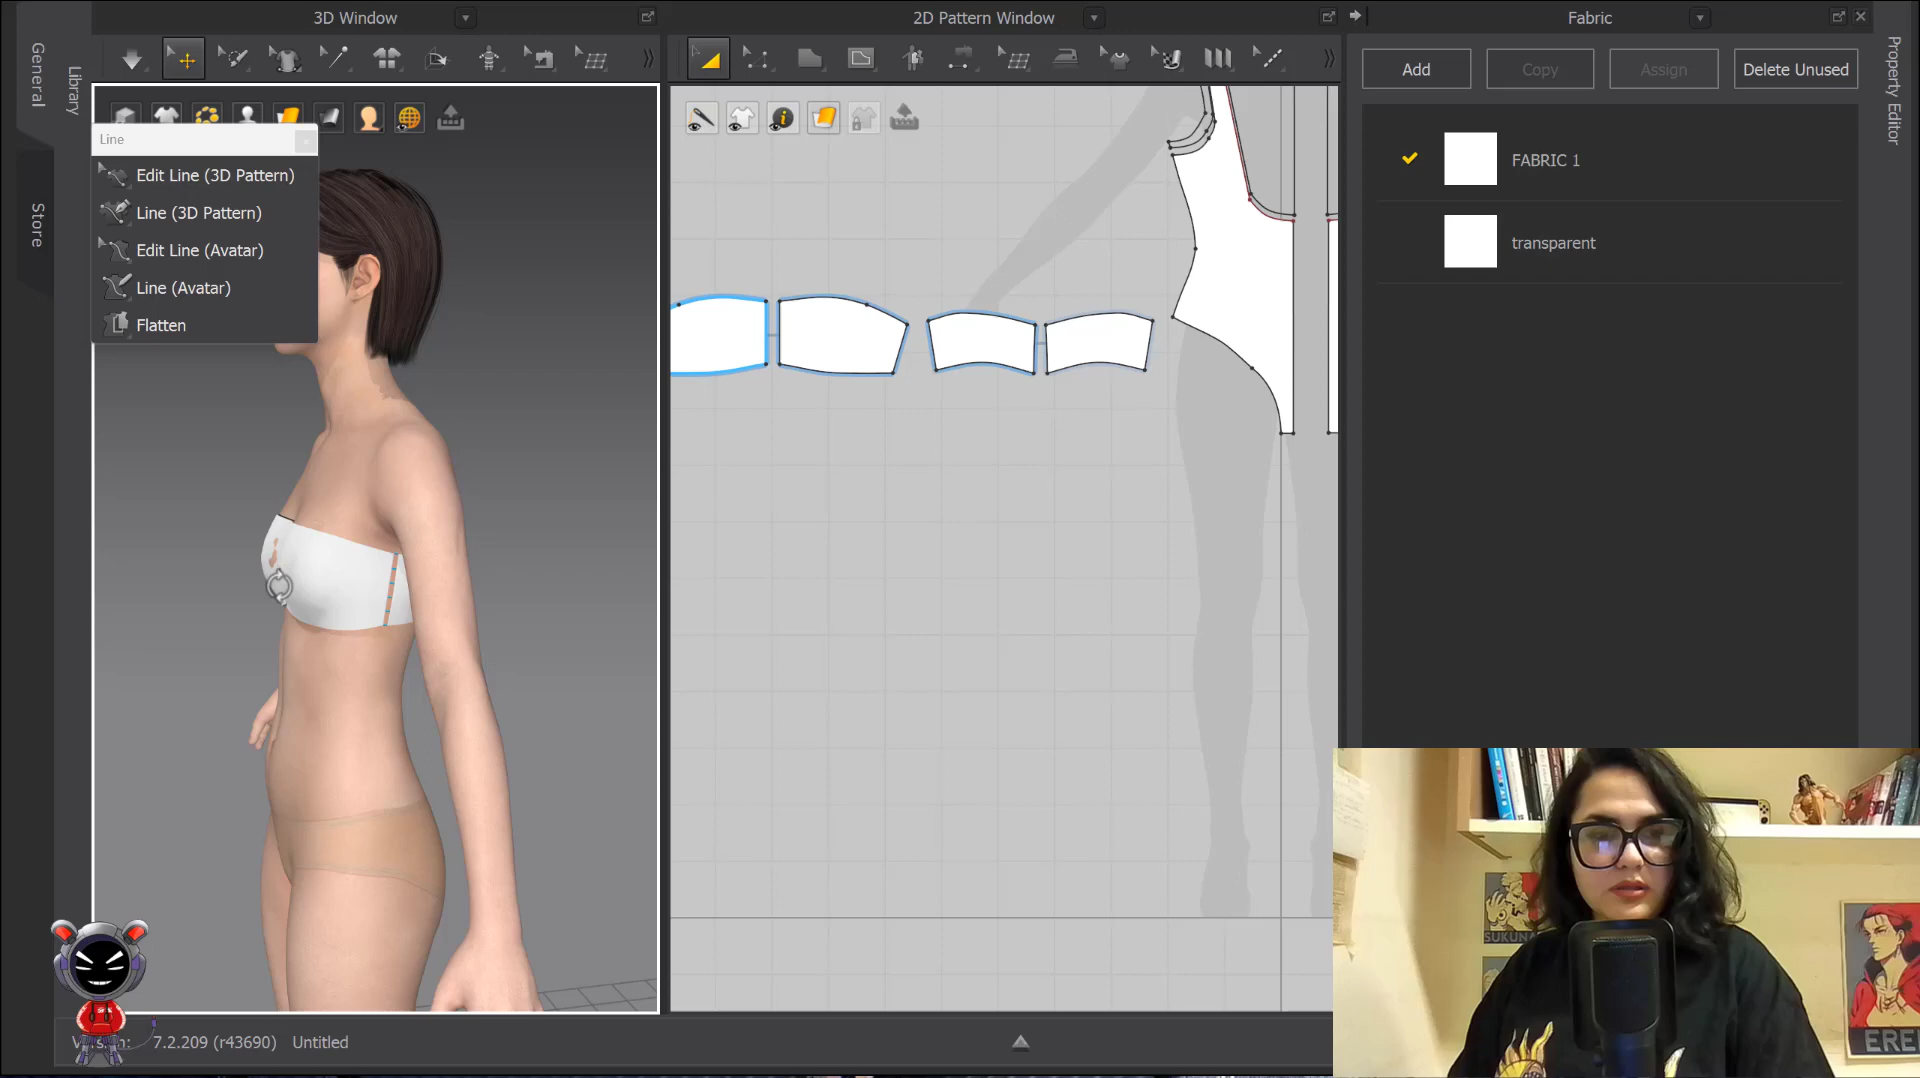 General
Library
Store
3D Window
2D Pattern Window
Fabric
Property Editor
Add
Copy
Assign
Delete Unused
FABRIC 1
transparent
Line
Edit Line (3D Pattern)
Line (3D Pattern)
Edit Line (Avatar)
Line (Avatar)
Flatten
7.2.209 (r43690)
Untitled
SUKUNA
EREN